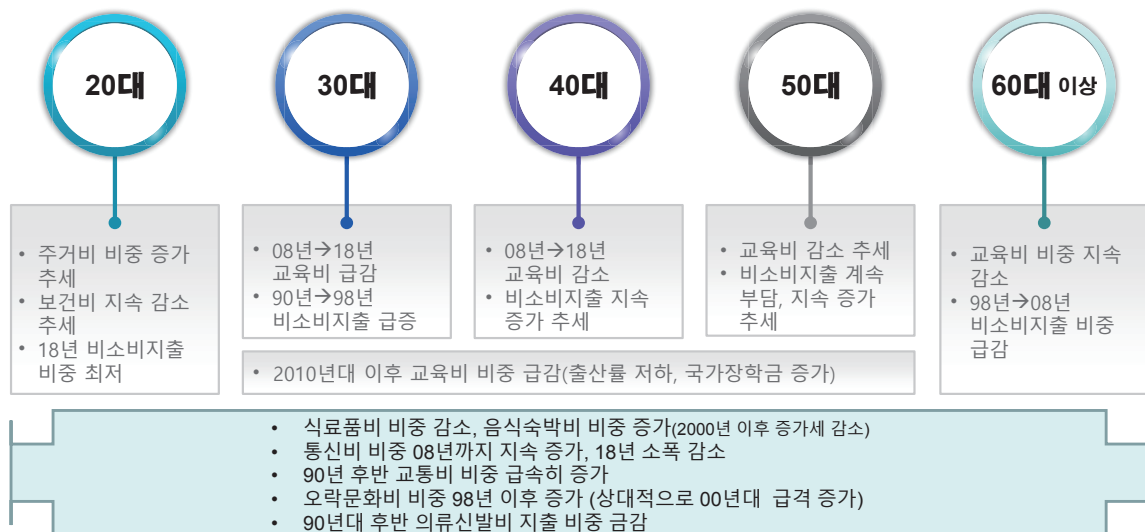 20대
30대
40대
50대
60대 이상
• 주거비 비중 증가
추세
• 보건비 지속 감소
추세
• 18년 비소비지출
비중 최저
• 08년→18년
교육비 급감
• 90년→98년
비소비지출 급증
• 08년→18년
교육비 감소
• 비소비지출 지속
증가 추세
• 교육비 감소 추세
• 비소비지출 계속
부담, 지속 증가
추세
• 교육비 비중 지속
감소
• 98년→08년
비소비지출 비중
급감
• 2010년대 이후 교육비 비중 급감(출산률 저하, 국가장학금 증가)
• 식료품비 비중 감소, 음식숙박비 비중 증가(2000년 이후 증가세 감소)
• 통신비 비중 08년까지 지속 증가, 18년 소폭 감소
• 90년 후반 교통비 비중 급속히 증가
• 오락문화비 비중 98년 이후 증가 (상대적으로 00년대 급격 증가)
• 90년대 후반 의류신발비 지출 비중 급감